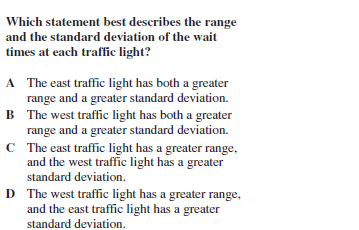 Which statement best describes the range
and the standard deviation of the wait
times at each traffic light?
A The east traffic light has both a greater
range and a greater standard deviation.
B The west traffic light has both a greater
range and a greater standard deviation.
C The east traffic light has a greater range,
and the west traffic light has a greater
standard deviation.
D The west traffic light has a greater range,
and the east traffic light has a greater
standard deviation.